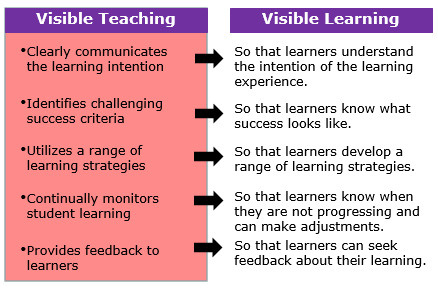 Visible Teaching
Visible Learning
•Clearly communicates
the learning intention
So that learners understand
the intention of the learning
experience.
•Identifies challenging
success criteria
So that learners know what
success looks like.
•Utilizes a range of
learning strategies
So that learners develop a
range of learning strategies.
•Continually monitors
student learning
So that learners know when
they are not progressing and
can make adjustments.
•Provides feedback to
learners
So that learners can seek
feedback about their learning.